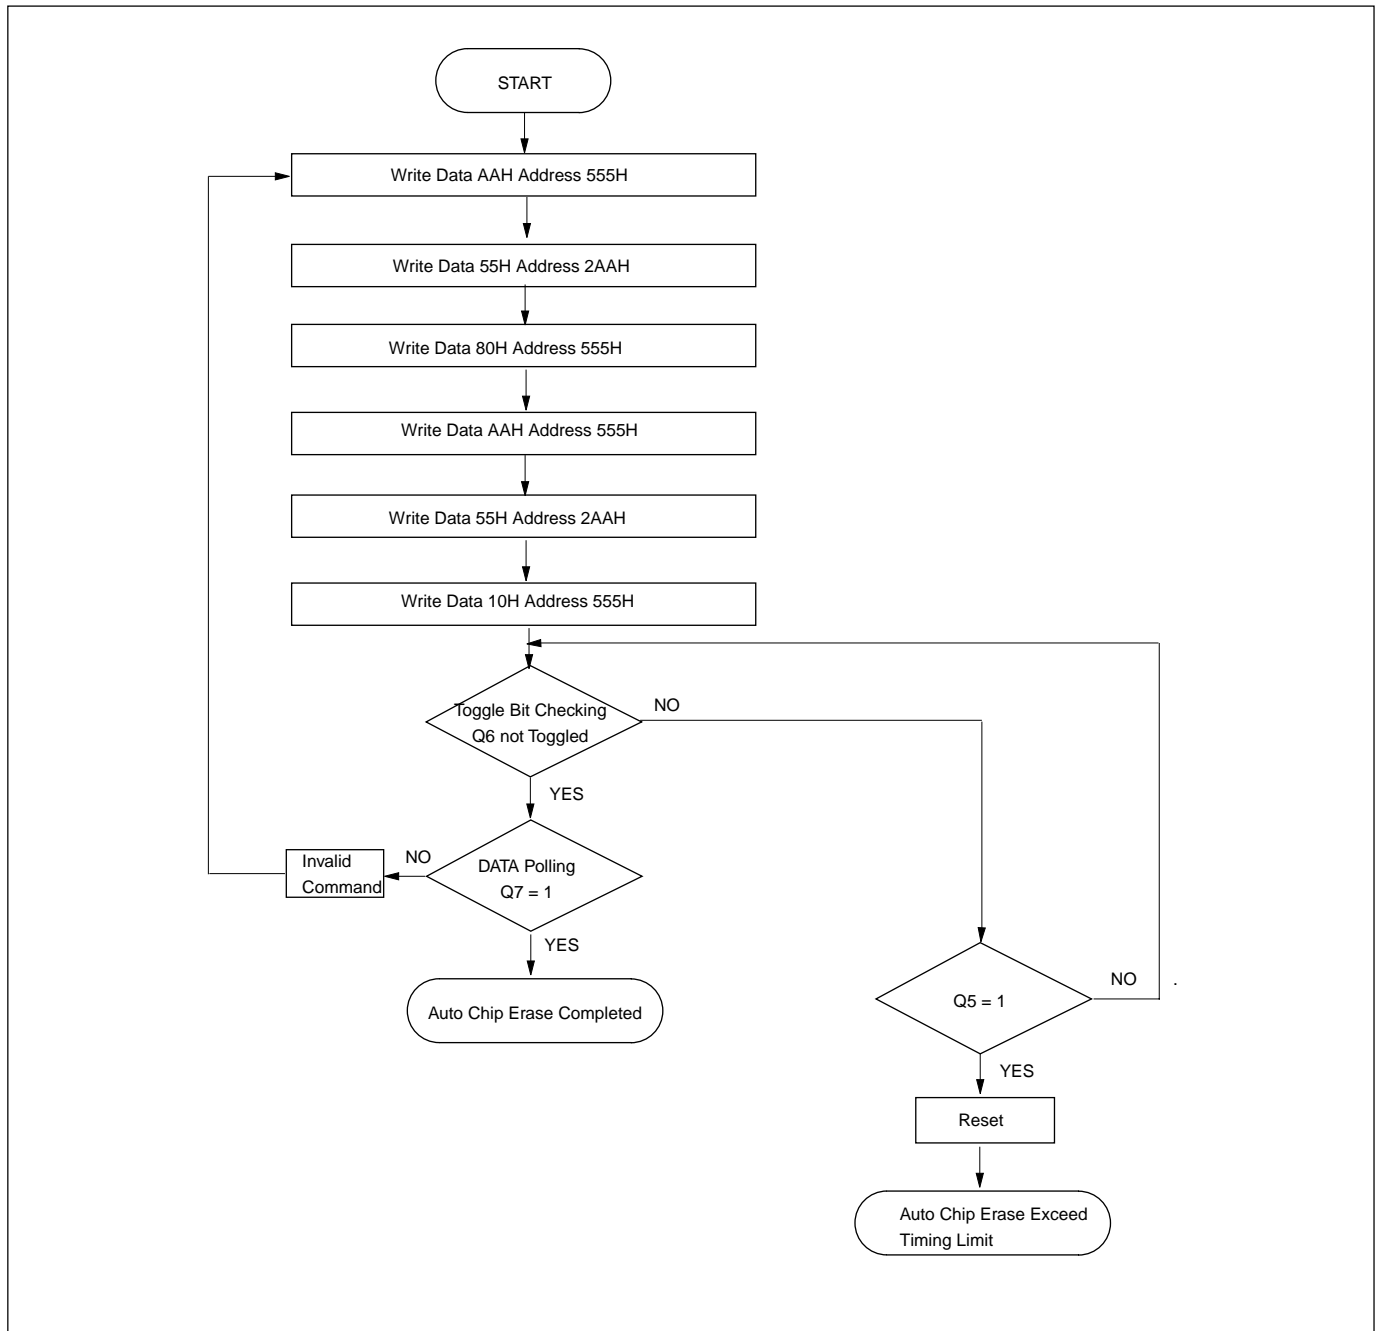 START
Write Data AAH Address 555H
Write Data 55H Address 2AAH
Write Data 80H Address 555H
Write Data AAH Address 555H
Write Data 55H Address 2AAH
Write Data 10H Address 555H
Toggle Bit Checking
Q6 not Toggled
NO
YES
Invalid
Command
NO
DATA Polling
Q7 = 1
YES
Auto Chip Erase Completed
Q5 = 1
NO
.
YES
Reset
Auto Chip Erase Exceed
Timing Limit